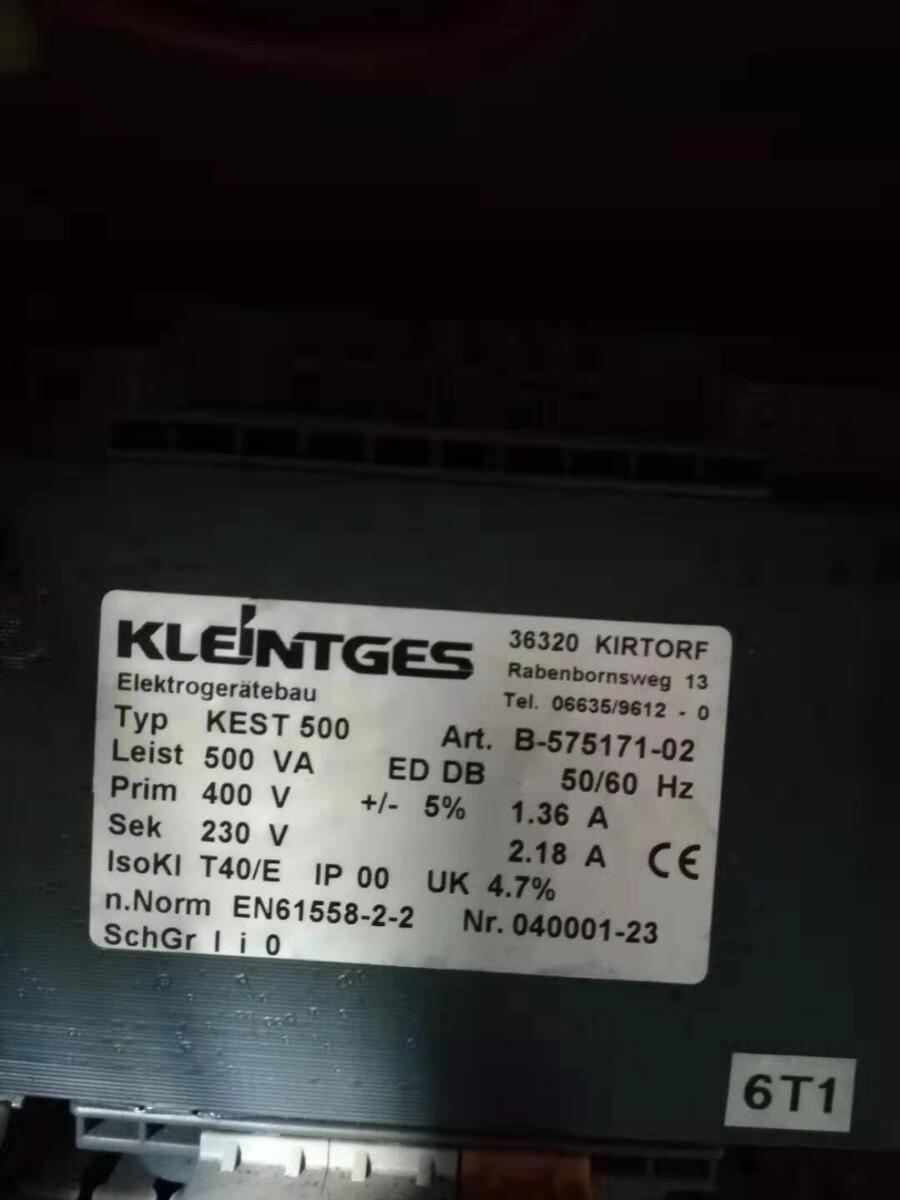 KLEINTGES
Elektrogerätebau
36320 KIRTORF
Rabenbornsweg 13
Tel. 06635/9612 - 0
Typ KEST 500 Art. B-575171-02
Leist 500 VA ED DB 50/60 Hz
Prim 400 V +/- 5% 1.36 A
Sek 230 V 2.18 A CE
IsoKl T40/E IP 00 UK 4.7%
n.Norm EN61558-2-2 Nr. 040001-23
SchGr I i 0
6T1